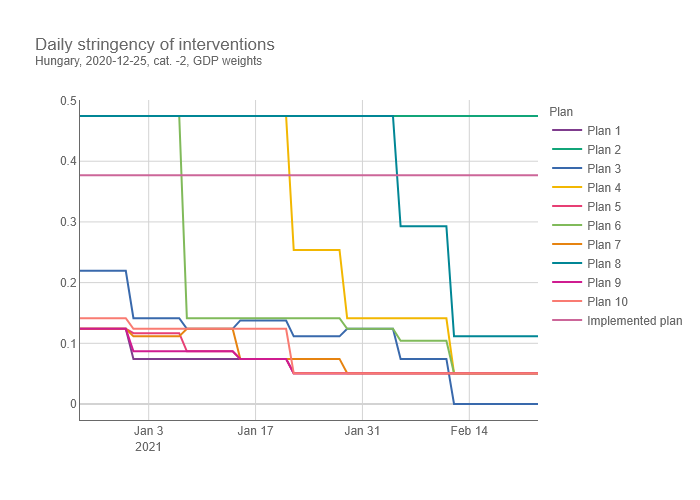 Daily stringency of interventions
Hungary, 2020-12-25, cat. -2, GDP weights
0.5
0.4
0.3
0.2
0.1
0
Jan 3
2021
Jan 17
Jan 31
Feb 14
Plan
Plan 1
Plan 2
Plan 3
Plan 4
Plan 5
Plan 6
Plan 7
Plan 8
Plan 9
Plan 10
Implemented plan